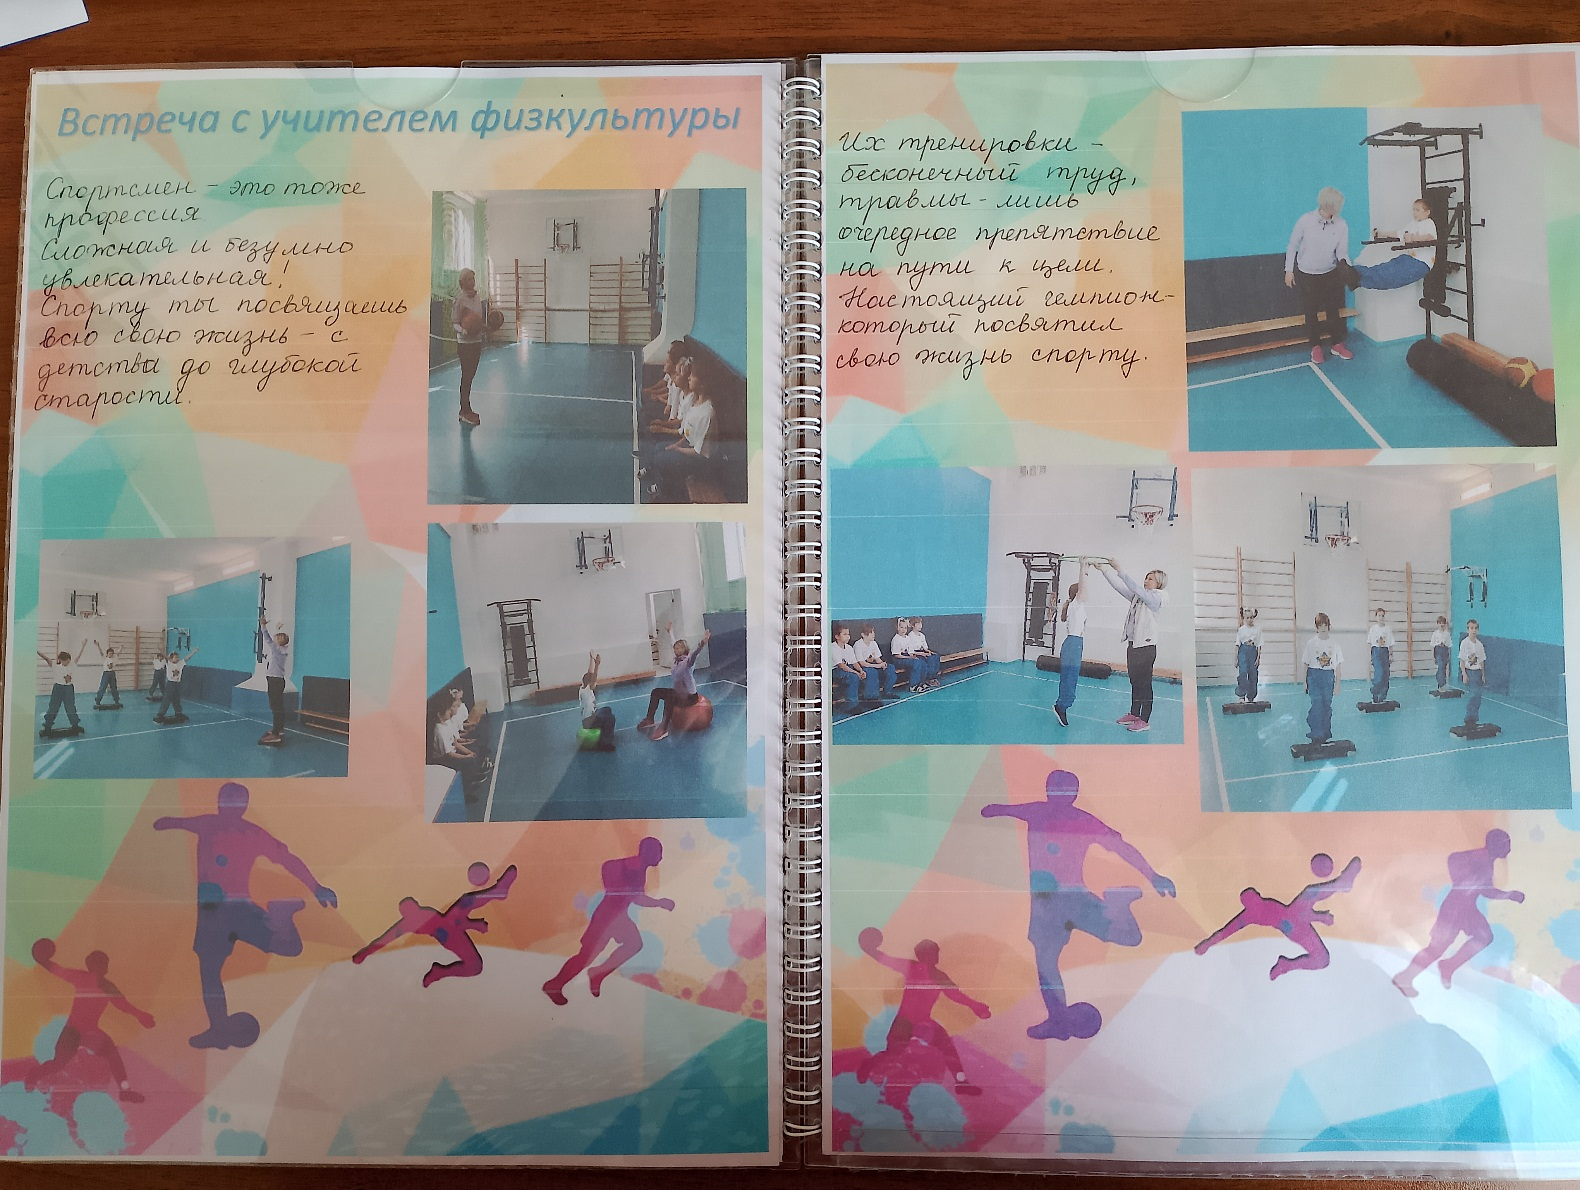 Встреча с учителем физкультуры
Спортсмен - это тоже
профессия.
Сложная и безумно
увлекательная!
Спорту ты посвящаешь
всю свою жизнь - с
детства до глубокой
старости.
Их тренировки -
бесконечный труд,
травмы - лишь
очередное препятствие
на пути к цели.
Настоящий чемпион-
который посвятил
свою жизнь спорту.